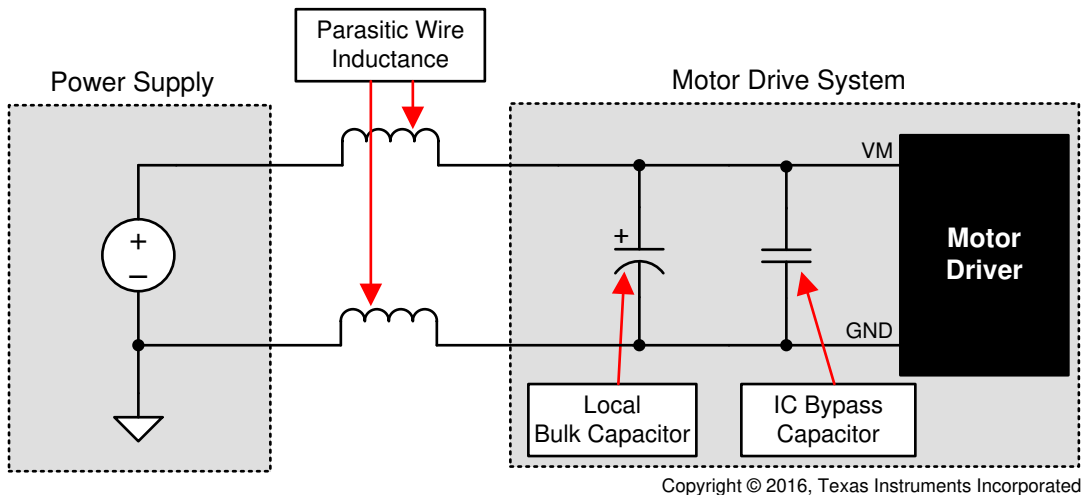 Parasitic Wire
Inductance
Power Supply
Motor Drive System
VM
+
–
+
Motor
Driver
GND
Local
Bulk Capacitor
IC Bypass
Capacitor
Copyright © 2016, Texas Instruments Incorporated